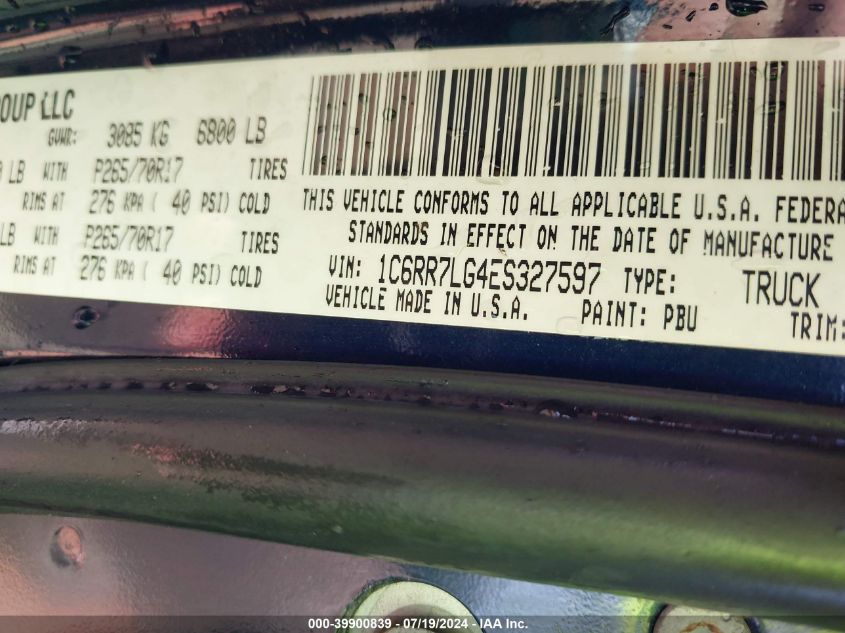 OUP LLC
GVWR: 3085 KG 6800 LB
LB WITH P265/70R17 TIRES
RIMS AT 276 KPA ( 40 PSI) COLD
LB WITH P265/70R17 TIRES
RIMS AT 276 KPA ( 40 PSI) COLD
THIS VEHICLE CONFORMS TO ALL APPLICABLE U.S.A. FEDERA
STANDARDS IN EFFECT ON THE DATE OF MANUFACTURE
VIN: 1C6RR7LG4ES327597 TYPE: TRUCK
VEHICLE MADE IN U.S.A. PAINT: PBU TRIM:
000-39900839 - 07/19/2024 - IAA Inc.